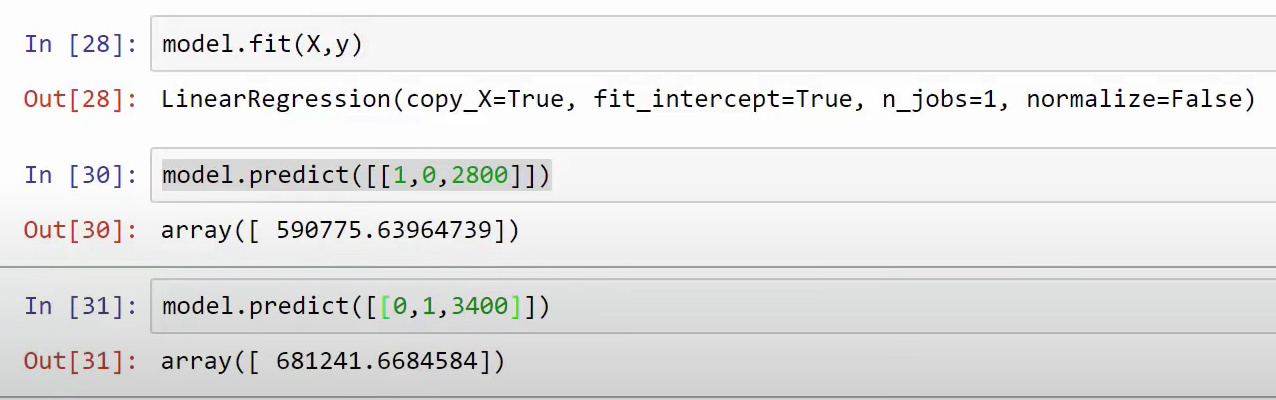 In [28]: model.fit(X,y)
Out[28]: LinearRegression(copy_X=True, fit_intercept=True, n_jobs=1, normalize=False)
In [30]: model.predict([[1,0,2800]])
Out[30]: array([ 590775.63964739])
In [31]: model.predict([[0,1,3400]])
Out[31]: array([ 681241.6684584])